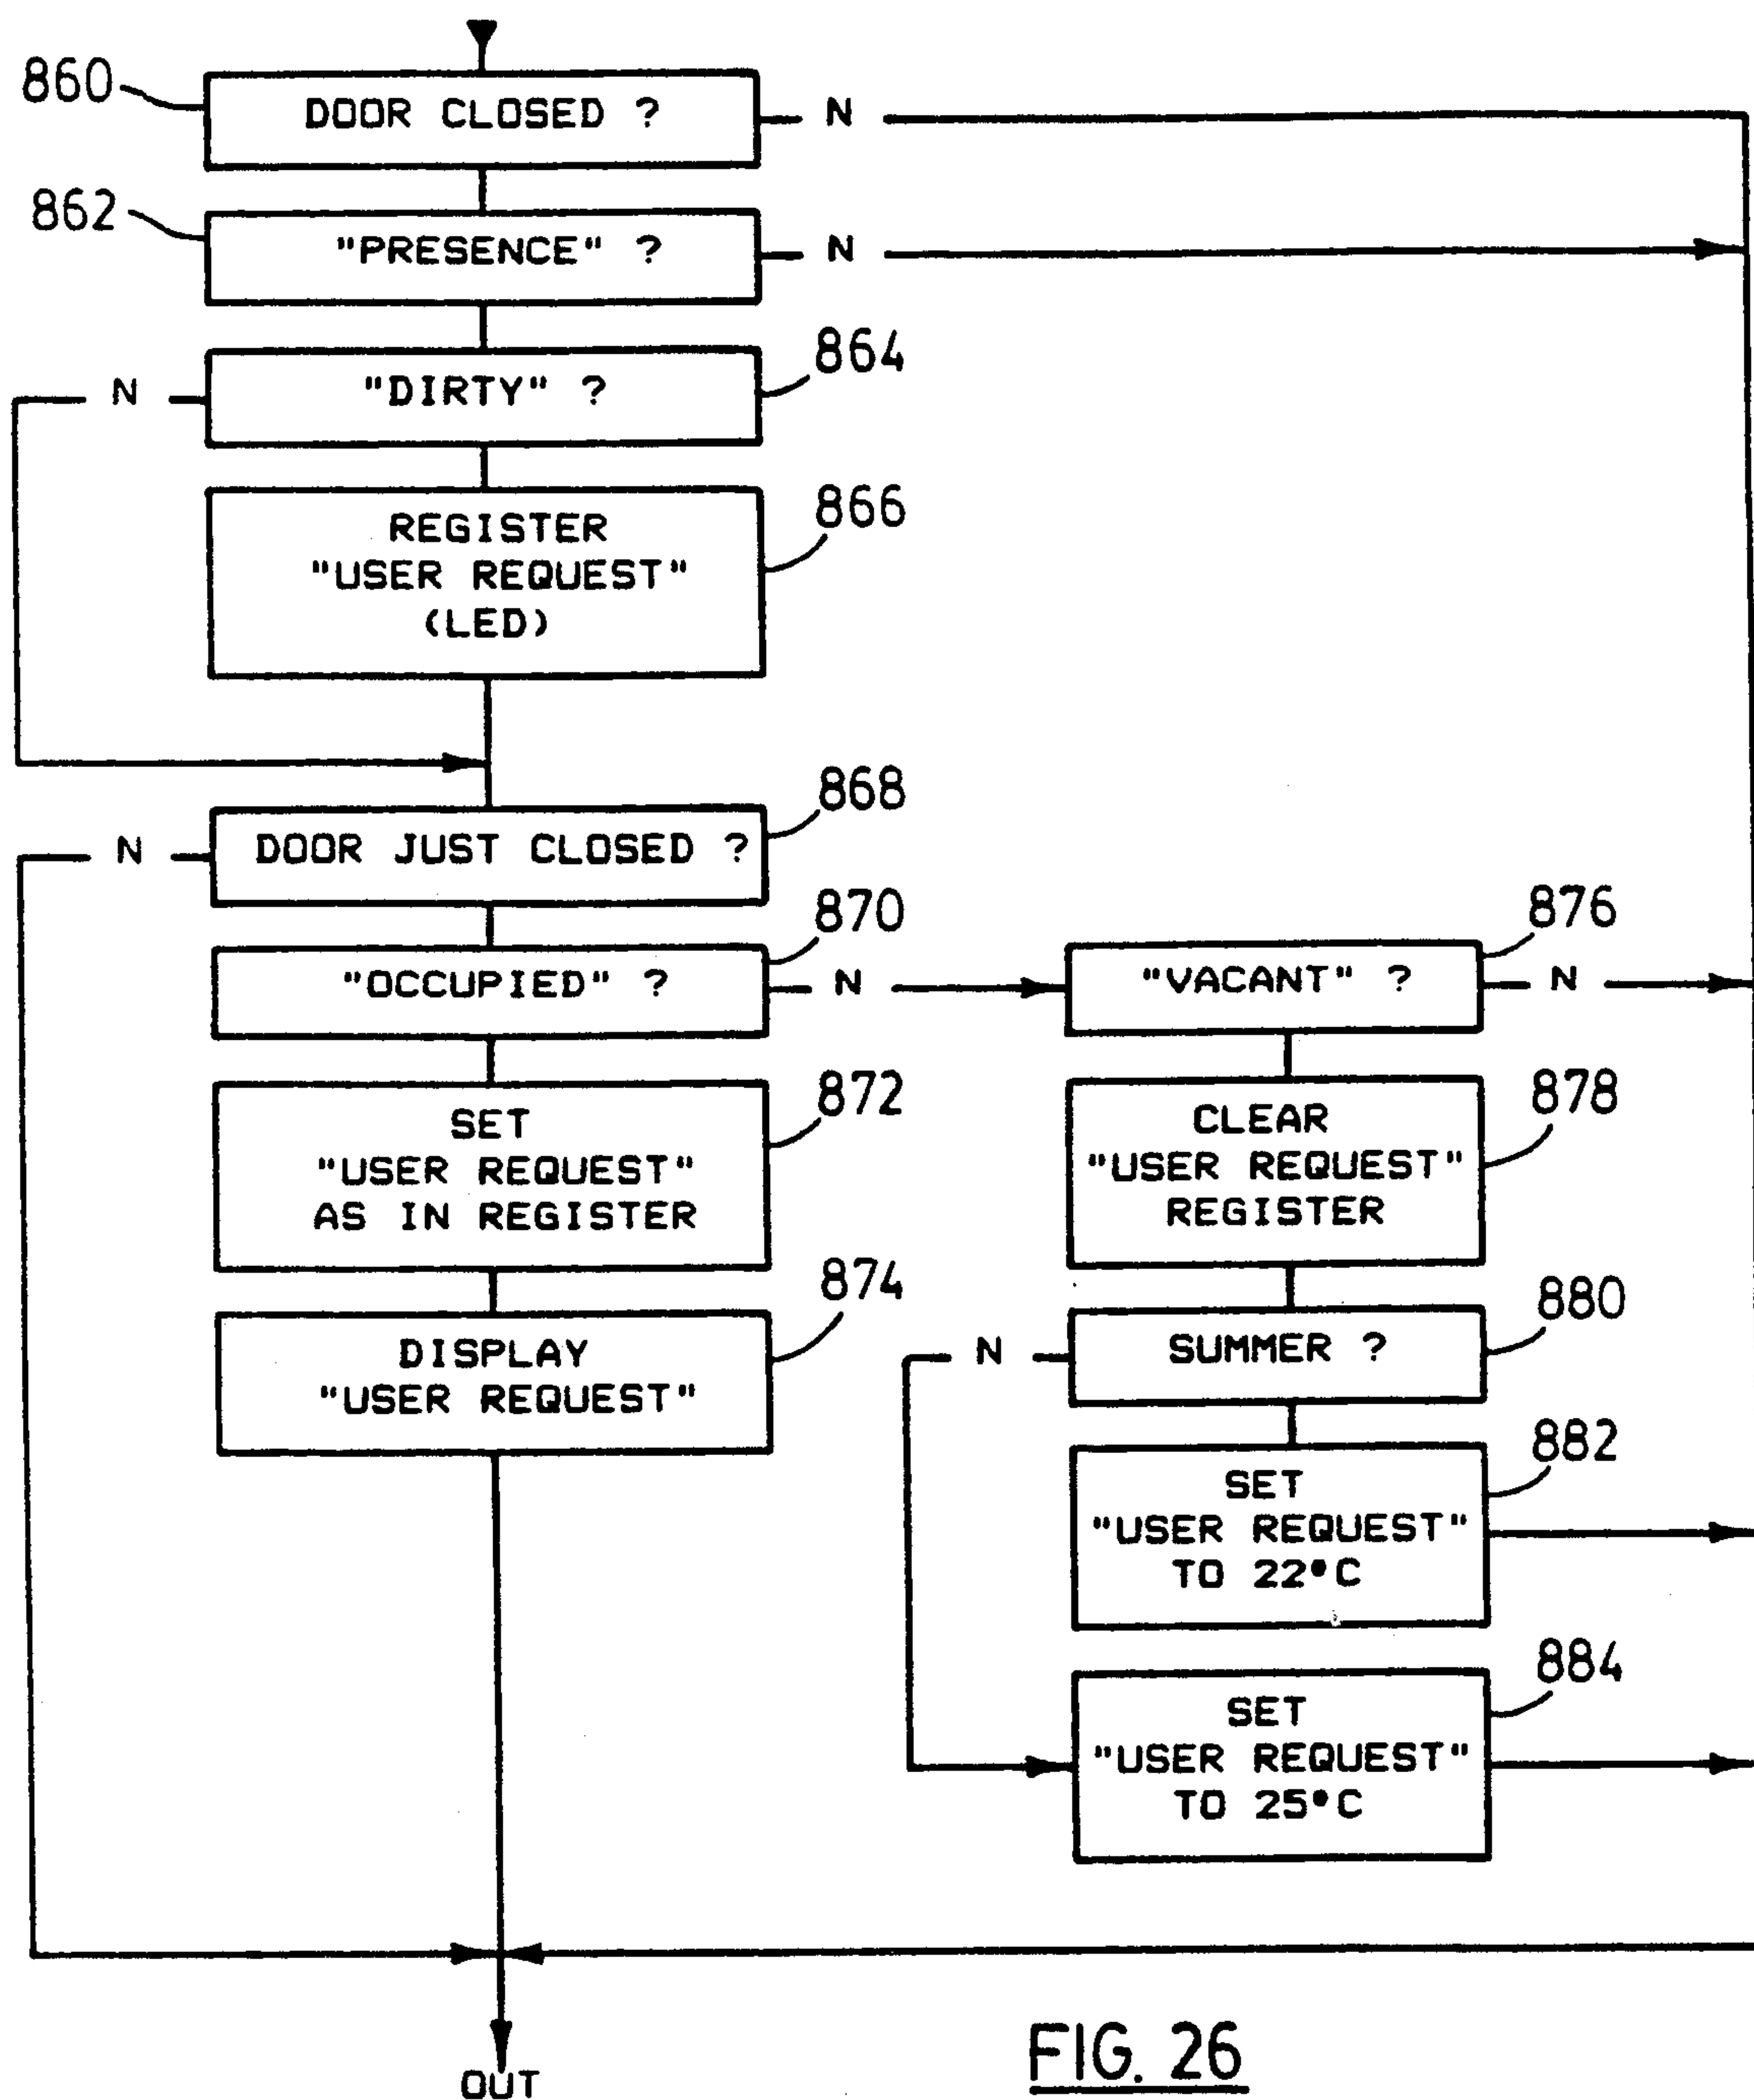 860
DOOR CLOSED ?
N
862
"PRESENCE" ?
N
864
N
"DIRTY" ?
866
REGISTER
"USER REQUEST"
(LED)
868
N
DOOR JUST CLOSED ?
870
"OCCUPIED" ?
N
876
"VACANT" ?
N
872
SET
"USER REQUEST"
AS IN REGISTER
878
CLEAR
"USER REQUEST"
REGISTER
874
DISPLAY
"USER REQUEST"
880
N
SUMMER ?
882
SET
"USER REQUEST"
TO 22°C
884
SET
"USER REQUEST"
TO 25°C
OUT
FIG. 26